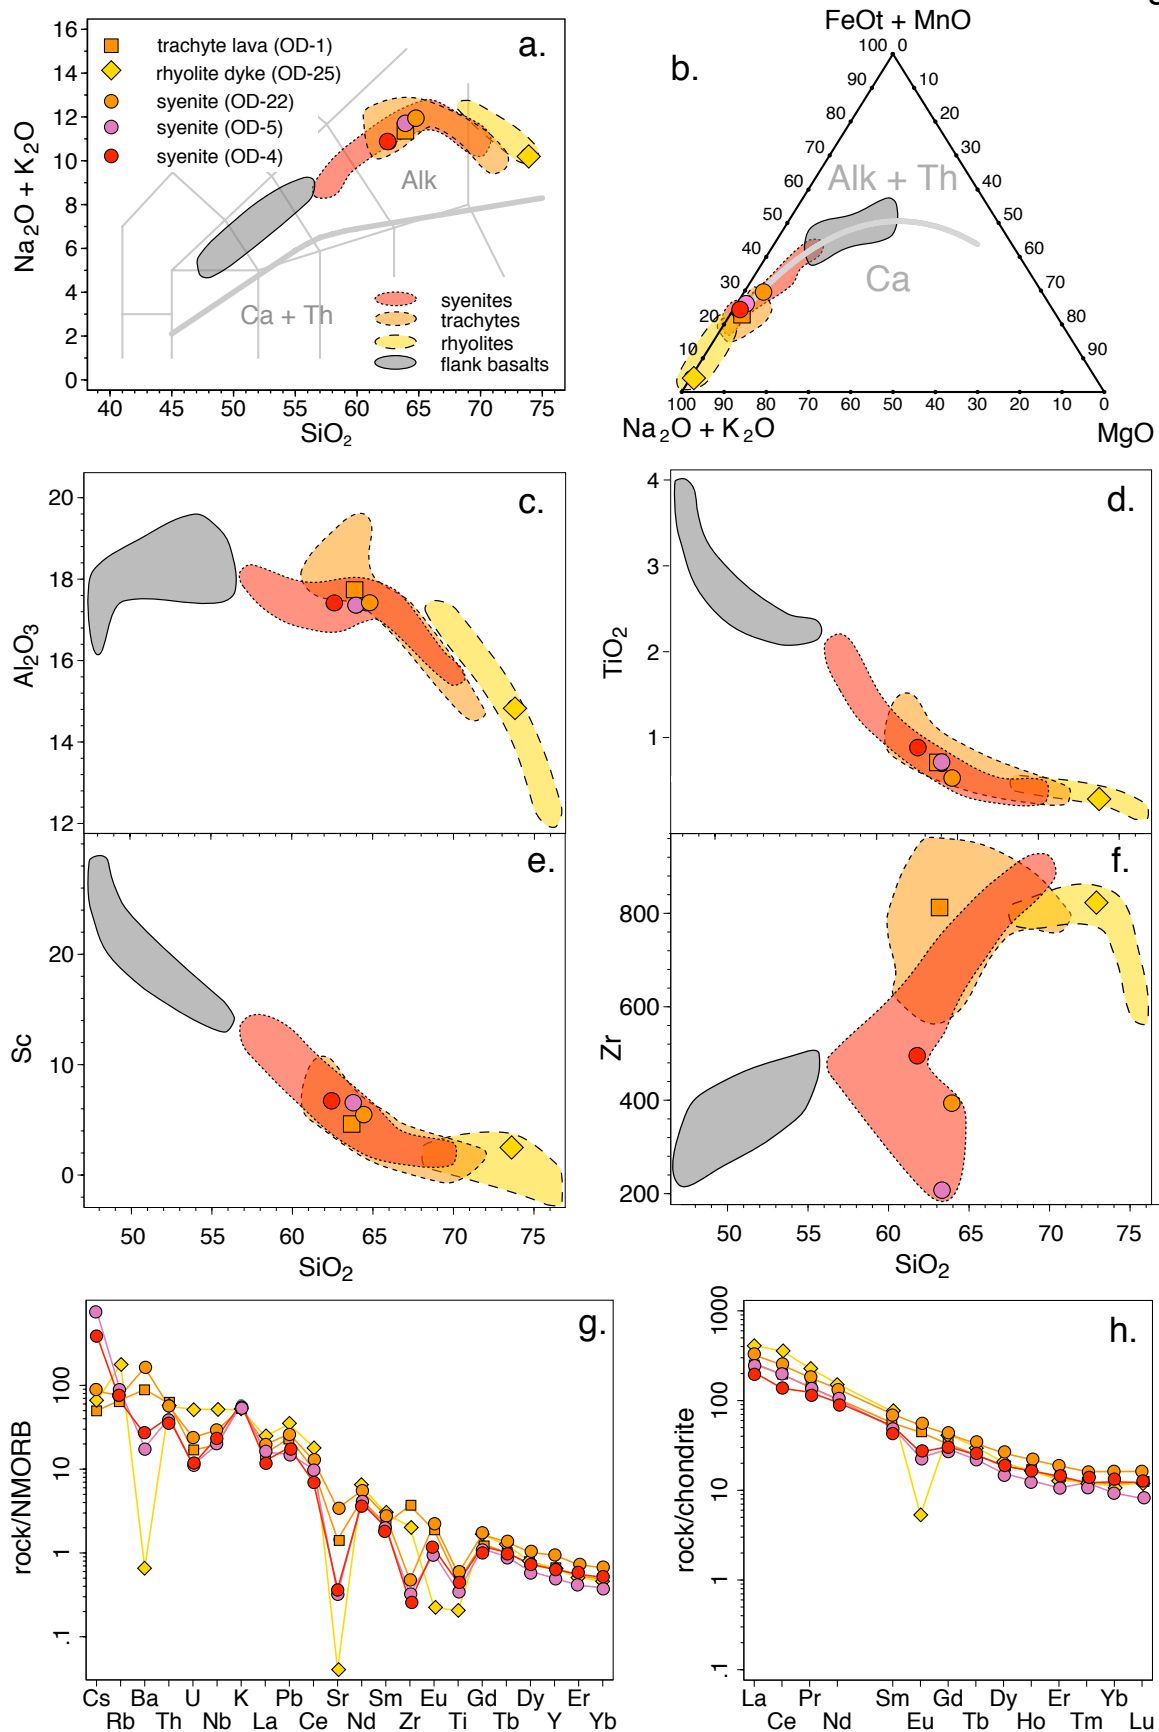 a.
16
14
12
10
8
6
4
2
0
Na2O + K2O
trachyte lava (OD-1)
rhyolite dyke (OD-25)
syenite (OD-22)
syenite (OD-5)
syenite (OD-4)
Alk
Ca + Th
syenites
trachytes
rhyolites
flank basalts
40 45 50 55 60 65 70 75
SiO2
b.
FeOt + MnO
100 0
90 10
80 20
70 30
60 40
50 50
40 60
30 70
20 80
10 90
Alk + Th
Ca
100 90 80 70 60 50 40 30 20 10 0
Na2O + K2O
MgO
c.
20
18
16
14
12
Al2O3
d.
4
3
2
1
TiO2
e.
20
10
0
Sc
50 55 60 65 70 75
SiO2
f.
800
600
400
200
Zr
50 55 60 65 70 75
SiO2
g.
100
10
1
.1
rock/NMORB
Cs Ba U K Pb Sr Sm Eu Gd Dy Er
Rb Th Nb La Ce Nd Zr Ti Tb Y Yb
h.
1000
100
10
1
.1
rock/chondrite
La Pr Sm Gd Dy Er Yb
Ce Nd Eu Tb Ho Tm Lu